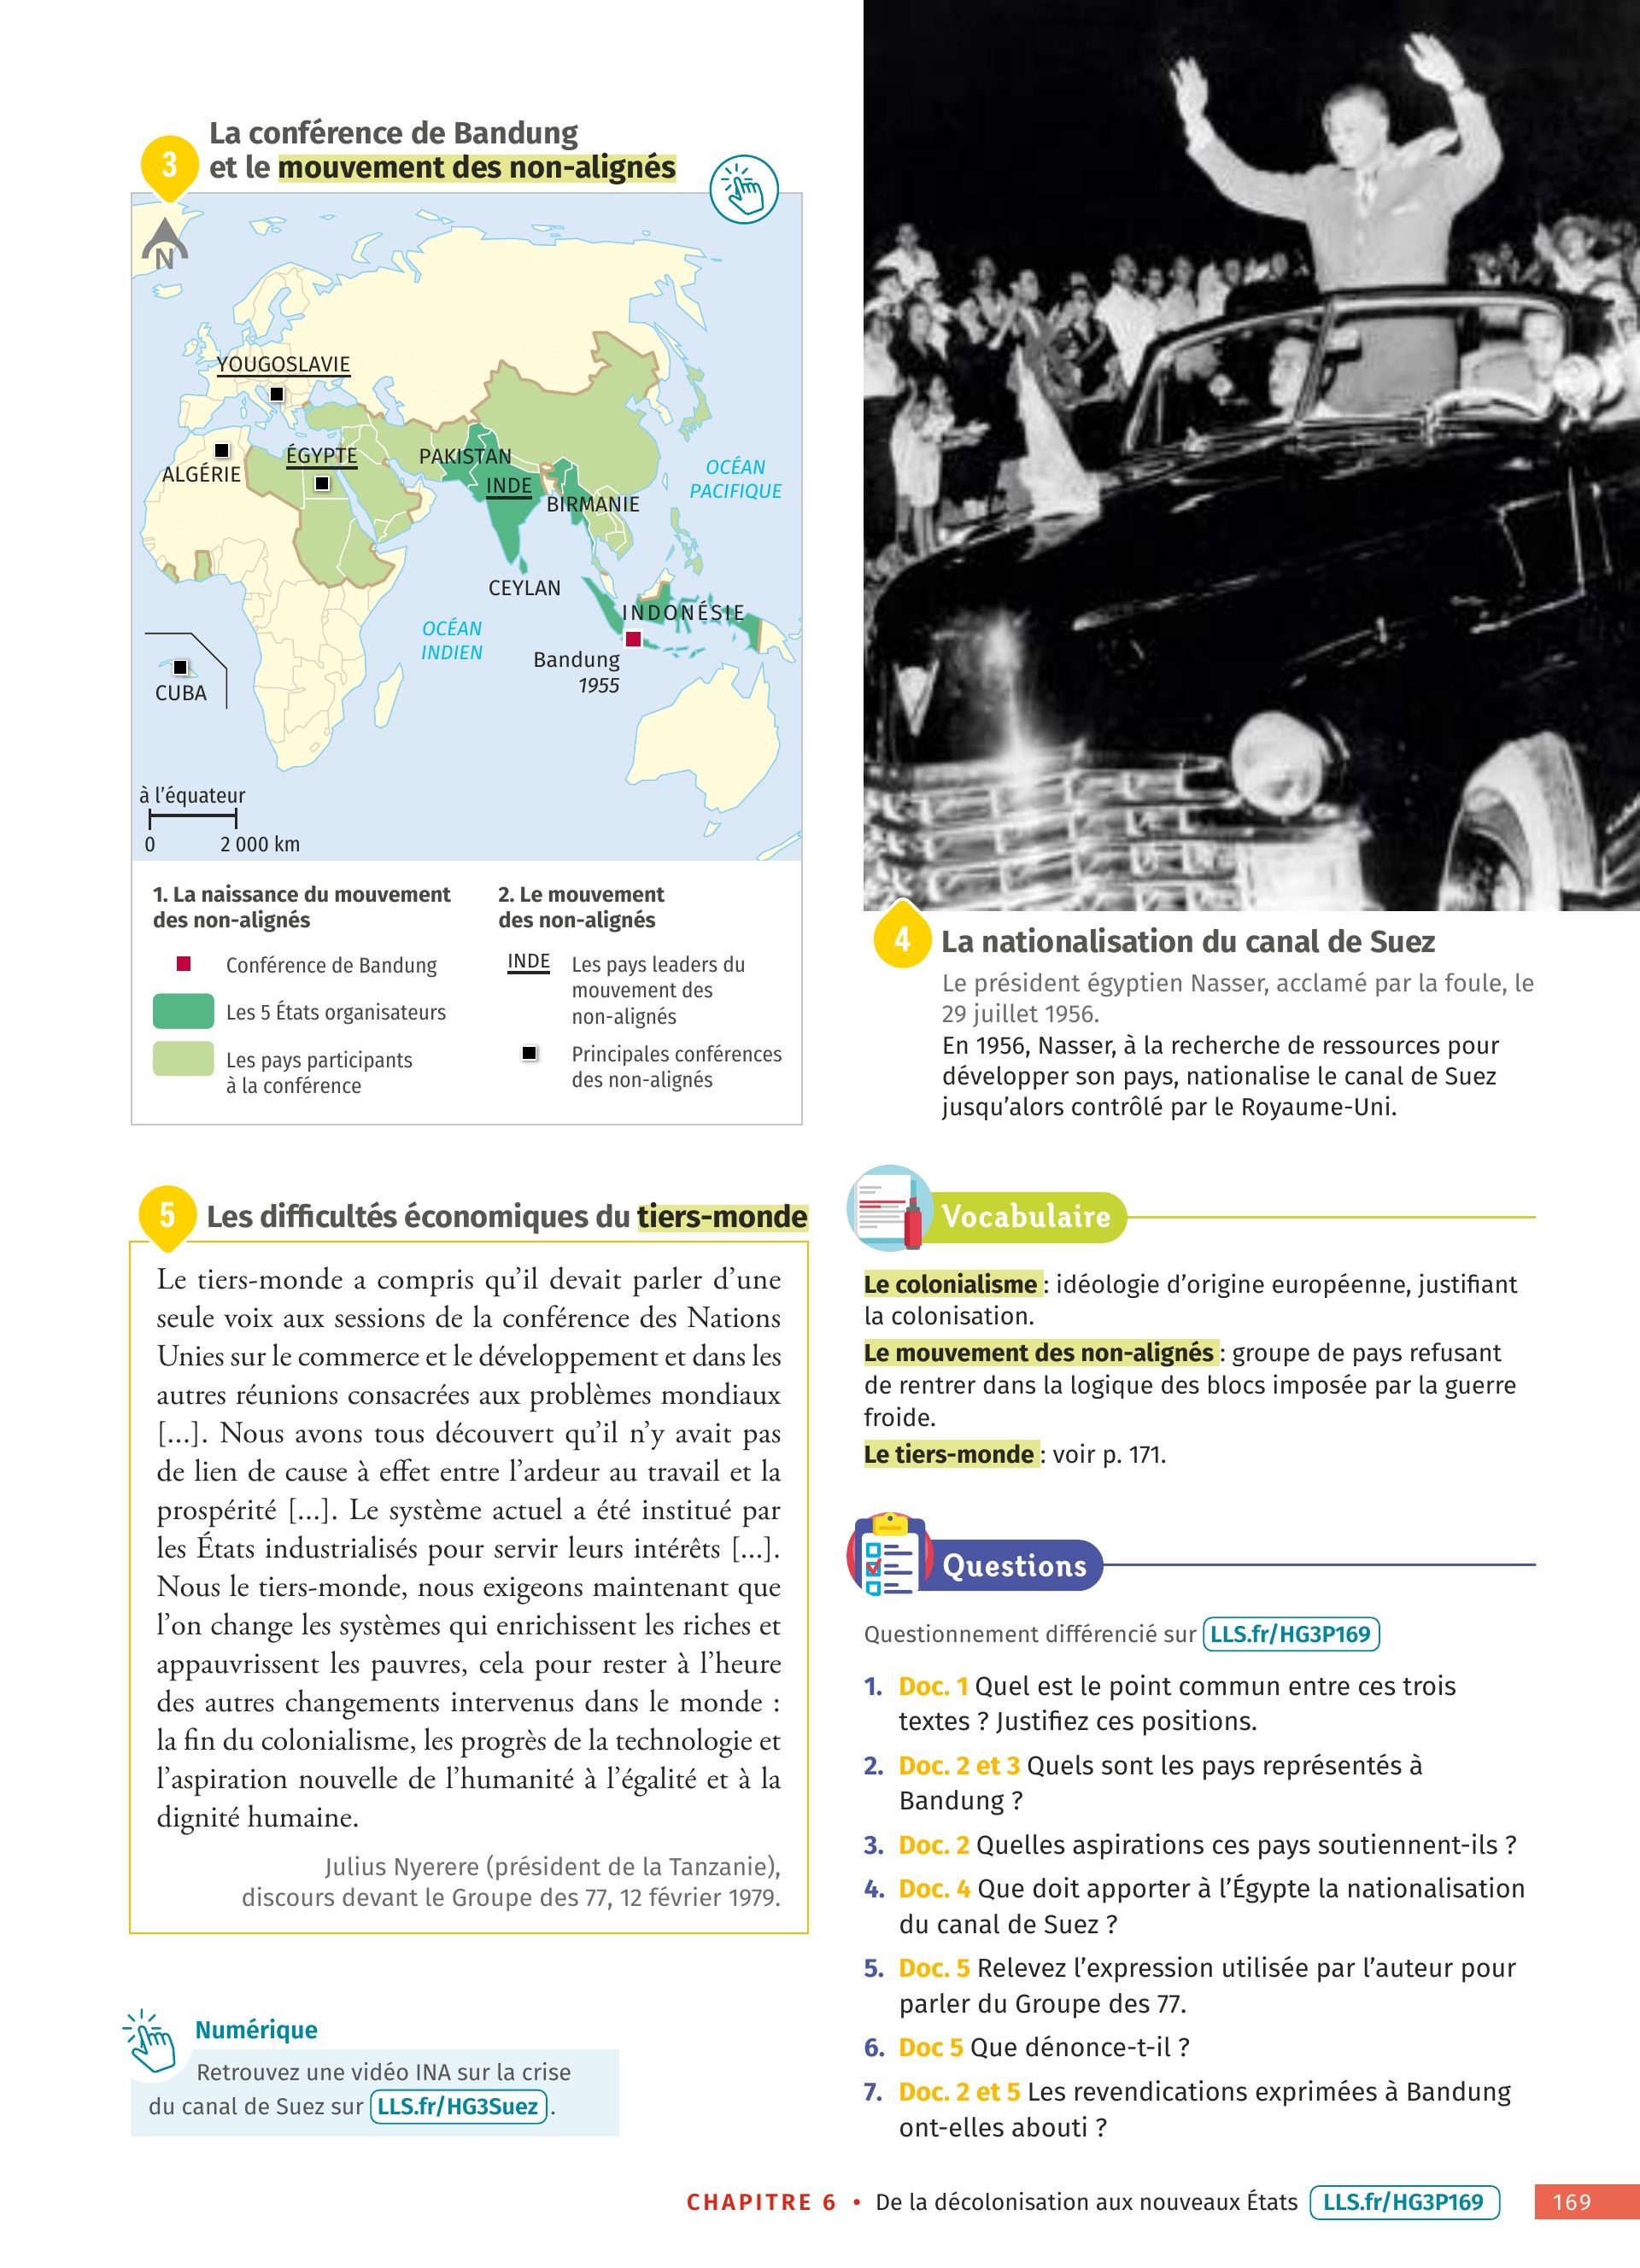 3
La conférence de Bandung
et le mouvement des non-alignés
N
YOUGOSLAVIE
ALGÉRIE
ÉGYPTE
PAKISTAN
INDE
BIRMANIE
OCÉAN
PACIFIQUE
CEYLAN
INDONÉSIE
OCÉAN
INDIEN
Bandung
1955
CUBA
à l'équateur
0 2 000 km
1. La naissance du mouvement
des non-alignés
Conférence de Bandung
Les 5 États organisateurs
Les pays participants
à la conférence
2. Le mouvement
des non-alignés
INDE Les pays leaders du
mouvement des
non-alignés
Principales conférences
des non-alignés
4
La nationalisation du canal de Suez
Le président égyptien Nasser, acclamé par la foule, le
29 juillet 1956.
En 1956, Nasser, à la recherche de ressources pour
développer son pays, nationalise le canal de Suez
jusqu'alors contrôlé par le Royaume-Uni.
5
Les difficultés économiques du tiers-monde
Le tiers-monde a compris qu'il devait parler d'une
seule voix aux sessions de la conférence des Nations
Unies sur le commerce et le développement et dans les
autres réunions consacrées aux problèmes mondiaux
[...]. Nous avons tous découvert qu'il n'y avait pas
de lien de cause à effet entre l'ardeur au travail et la
prospérité [...]. Le système actuel a été institué par
les États industrialisés pour servir leurs intérêts [...].
Nous le tiers-monde, nous exigeons maintenant que
l'on change les systèmes qui enrichissent les riches et
appauvrissent les pauvres, cela pour rester à l'heure
des autres changements intervenus dans le monde :
la fin du colonialisme, les progrès de la technologie et
l'aspiration nouvelle de l'humanité à l'égalité et à la
dignité humaine.
Julius Nyerere (président de la Tanzanie),
discours devant le Groupe des 77, 12 février 1979.
Numérique
Retrouvez une vidéo INA sur la crise
du canal de Suez sur LLS.fr/HG3Suez .
Vocabulaire
Le colonialisme : idéologie d'origine européenne, justifiant
la colonisation.
Le mouvement des non-alignés : groupe de pays refusant
de rentrer dans la logique des blocs imposée par la guerre
froide.
Le tiers-monde : voir p. 171.
Questions
Questionnement différencié sur LLS.fr/HG3P169
1. Doc. 1 Quel est le point commun entre ces trois
textes ? Justifiez ces positions.
2. Doc. 2 et 3 Quels sont les pays représentés à
Bandung ?
3. Doc. 2 Quelles aspirations ces pays soutiennent-ils ?
4. Doc. 4 Que doit apporter à l'Égypte la nationalisation
du canal de Suez ?
5. Doc. 5 Relevez l'expression utilisée par l'auteur pour
parler du Groupe des 77.
6. Doc 5 Que dénonce-t-il ?
7. Doc. 2 et 5 Les revendications exprimées à Bandung
ont-elles abouti ?
CHAPITRE 6 • De la décolonisation aux nouveaux États LLS.fr/HG3P169 169